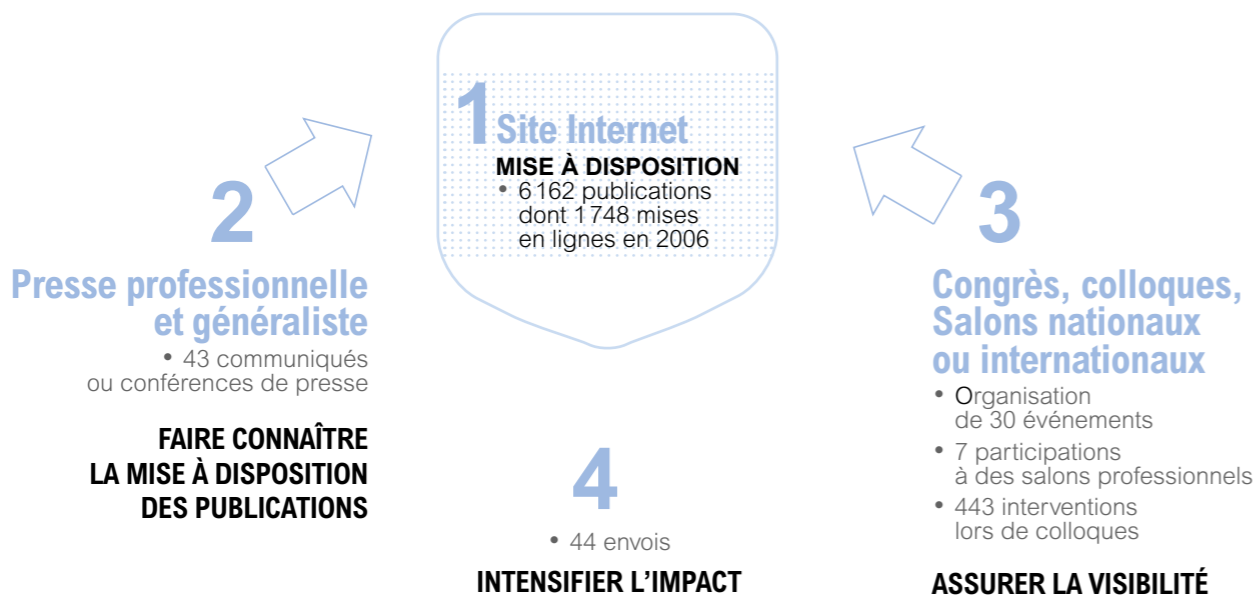 1
Site Internet
MISE À DISPOSITION
• 6 162 publications
dont 1 748 mises
en lignes en 2006
2
Presse professionnelle
et généraliste
• 43 communiqués
ou conférences de presse
FAIRE CONNAÎTRE
LA MISE À DISPOSITION
DES PUBLICATIONS
3
Congrès, colloques,
Salons nationaux
ou internationaux
• Organisation
de 30 événements
• 7 participations
à des salons professionnels
• 443 interventions
lors de colloques
ASSURER LA VISIBILITÉ
4
• 44 envois
INTENSIFIER L’IMPACT